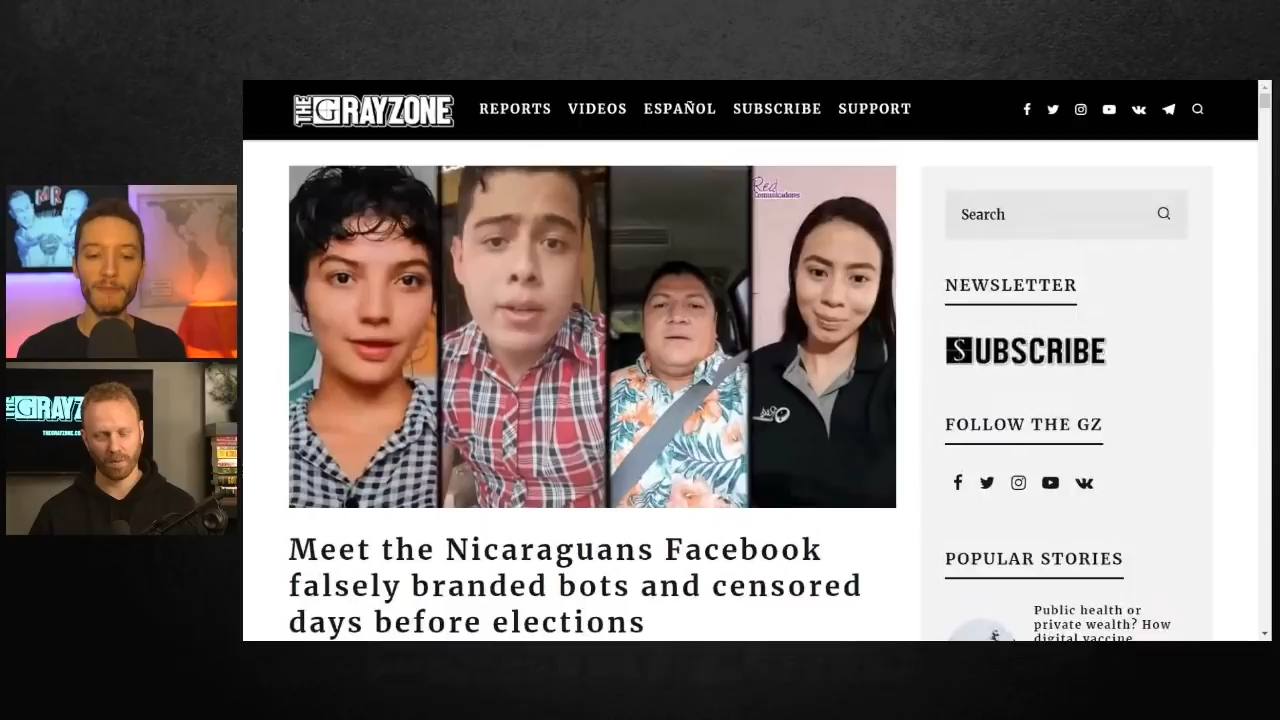 THE GRAYZONE
REPORTS VIDEOS ESPAÑOL SUBSCRIBE SUPPORT
Red
Comunicadores
Search
NEWSLETTER
SUBSCRIBE
FOLLOW THE GZ
POPULAR STORIES
Public health or
private wealth? How
digital vaccine
Meet the Nicaraguans Facebook
falsely branded bots and censored
days before elections
MR
THE GRAYZ